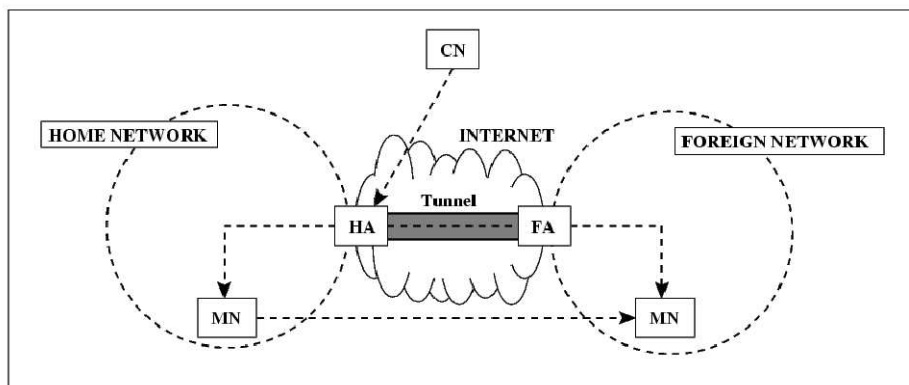 CN
HOME NETWORK
INTERNET
FOREIGN NETWORK
Tunnel
HA
FA
MN
MN